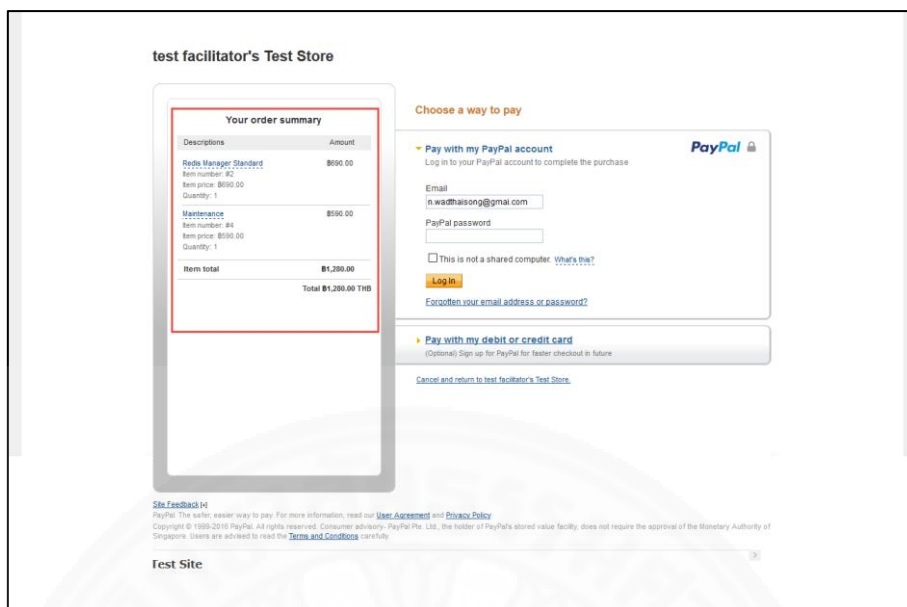 test facilitator's Test Store
Your order summary
Descriptions Amount
Redis Manager Standard ฿690.00
Item number: #2
Item price: ฿690.00
Quantity: 1
Maintenance ฿590.00
Item number: #4
Item price: ฿590.00
Quantity: 1
Item total ฿1,280.00
Total ฿1,280.00 THB
Choose a way to pay
Pay with my PayPal account
PayPal
Log in to your PayPal account to complete the purchase
Email
n.wadthaisong@gmai.com
PayPal password
This is not a shared computer. What's this?
Log In
Forgotten your email address or password?
Pay with my debit or credit card
(Optional) Sign up for PayPal for faster checkout in future
Cancel and return to test facilitator's Test Store.
Site Feedback [+]
PayPal. The safer, easier way to pay. For more information, read our User Agreement and Privacy Policy.
Copyright © 1999-2016 PayPal. All rights reserved. Consumer advisory- PayPal Pte. Ltd., the holder of PayPal's stored value facility, does not require the approval of the Monetary Authority of
Singapore. Users are advised to read the Terms and Conditions carefully
Test Site